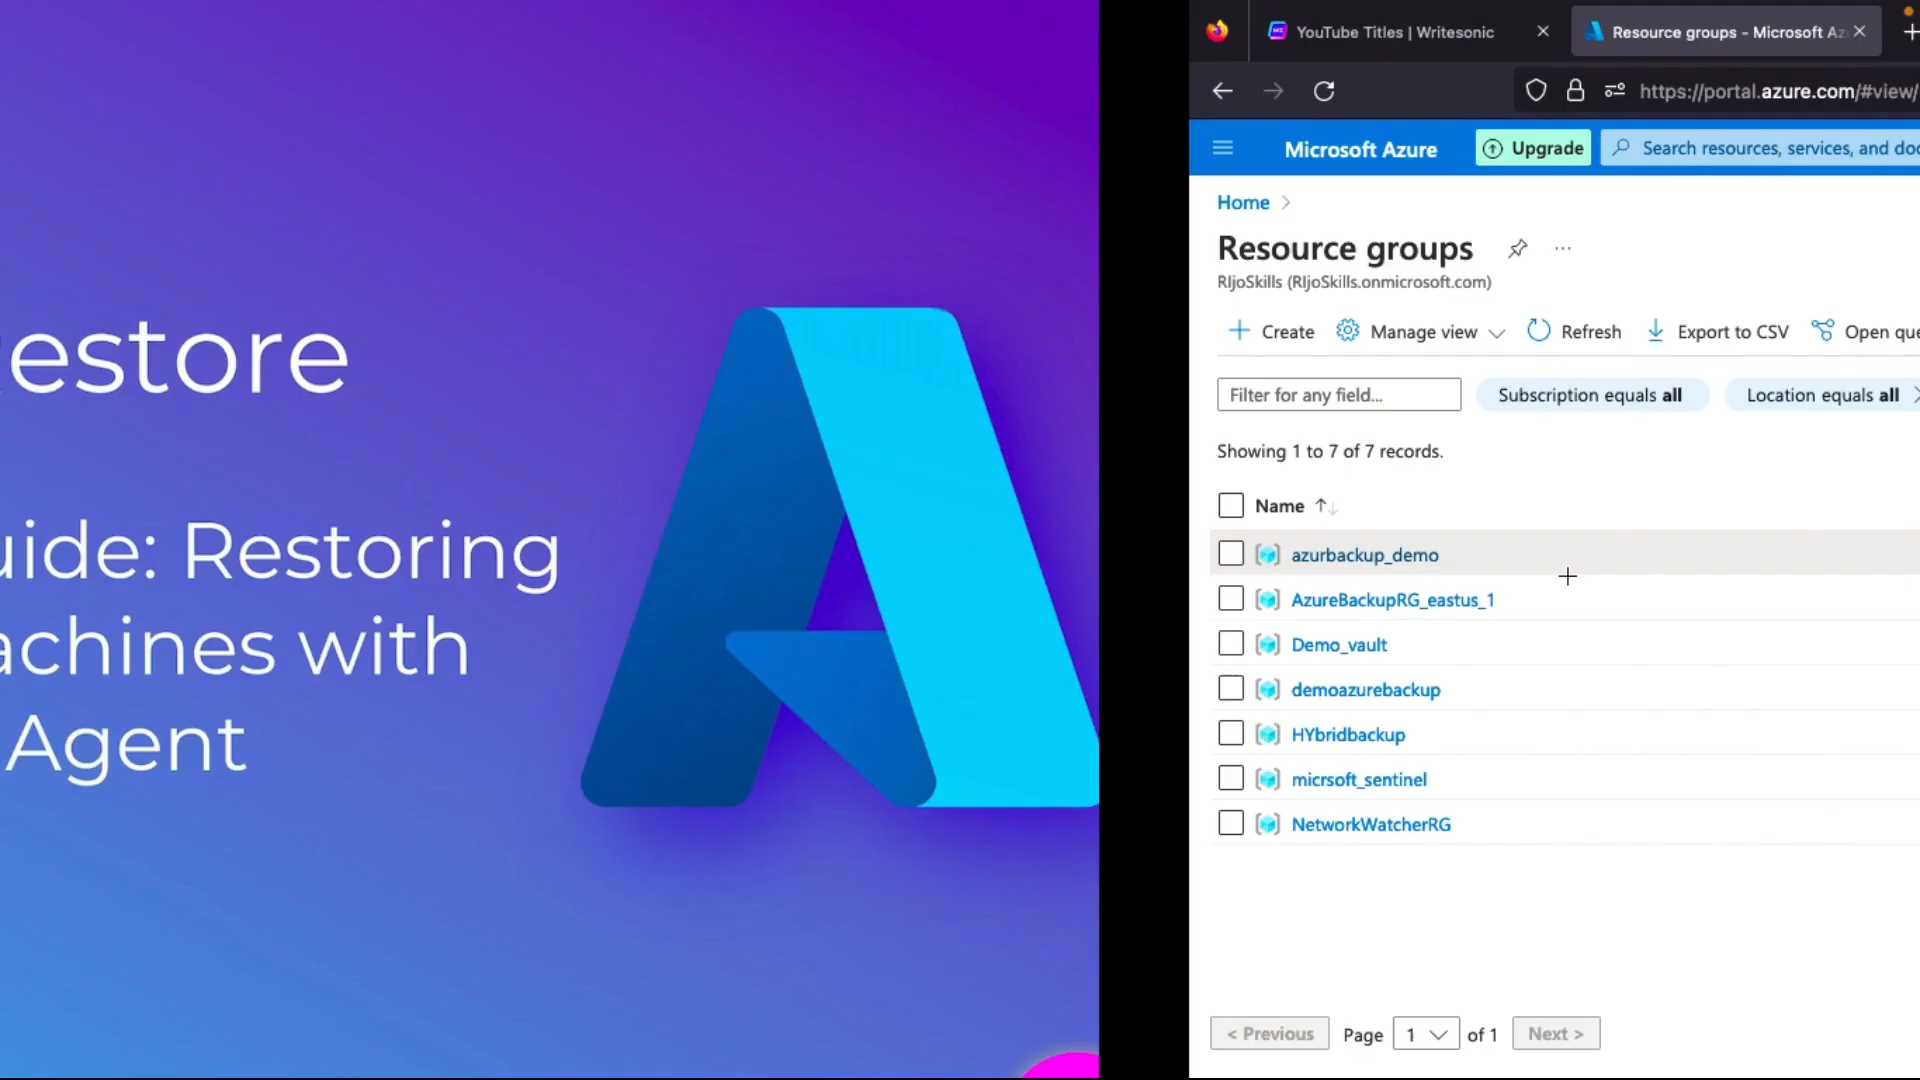 estore
uide: Restoring
achines with
Agent
YouTube Titles | Writesonic
Resource groups - Microsoft Az
https://portal.azure.com/#view/
Microsoft Azure
Upgrade
Search resources, services, and doc
Home
Resource groups
RIjoSkills (RIjoSkills.onmicrosoft.com)
Create
Manage view
Refresh
Export to CSV
Open que
Filter for any field...
Subscription equals all
Location equals all
Showing 1 to 7 of 7 records.
Name
azurbackup_demo
AzureBackupRG_eastus_1
Demo_vault
demoazurebackup
HYbridbackup
micrsoft_sentinel
NetworkWatcherRG
< Previous Page 1 of 1 Next >